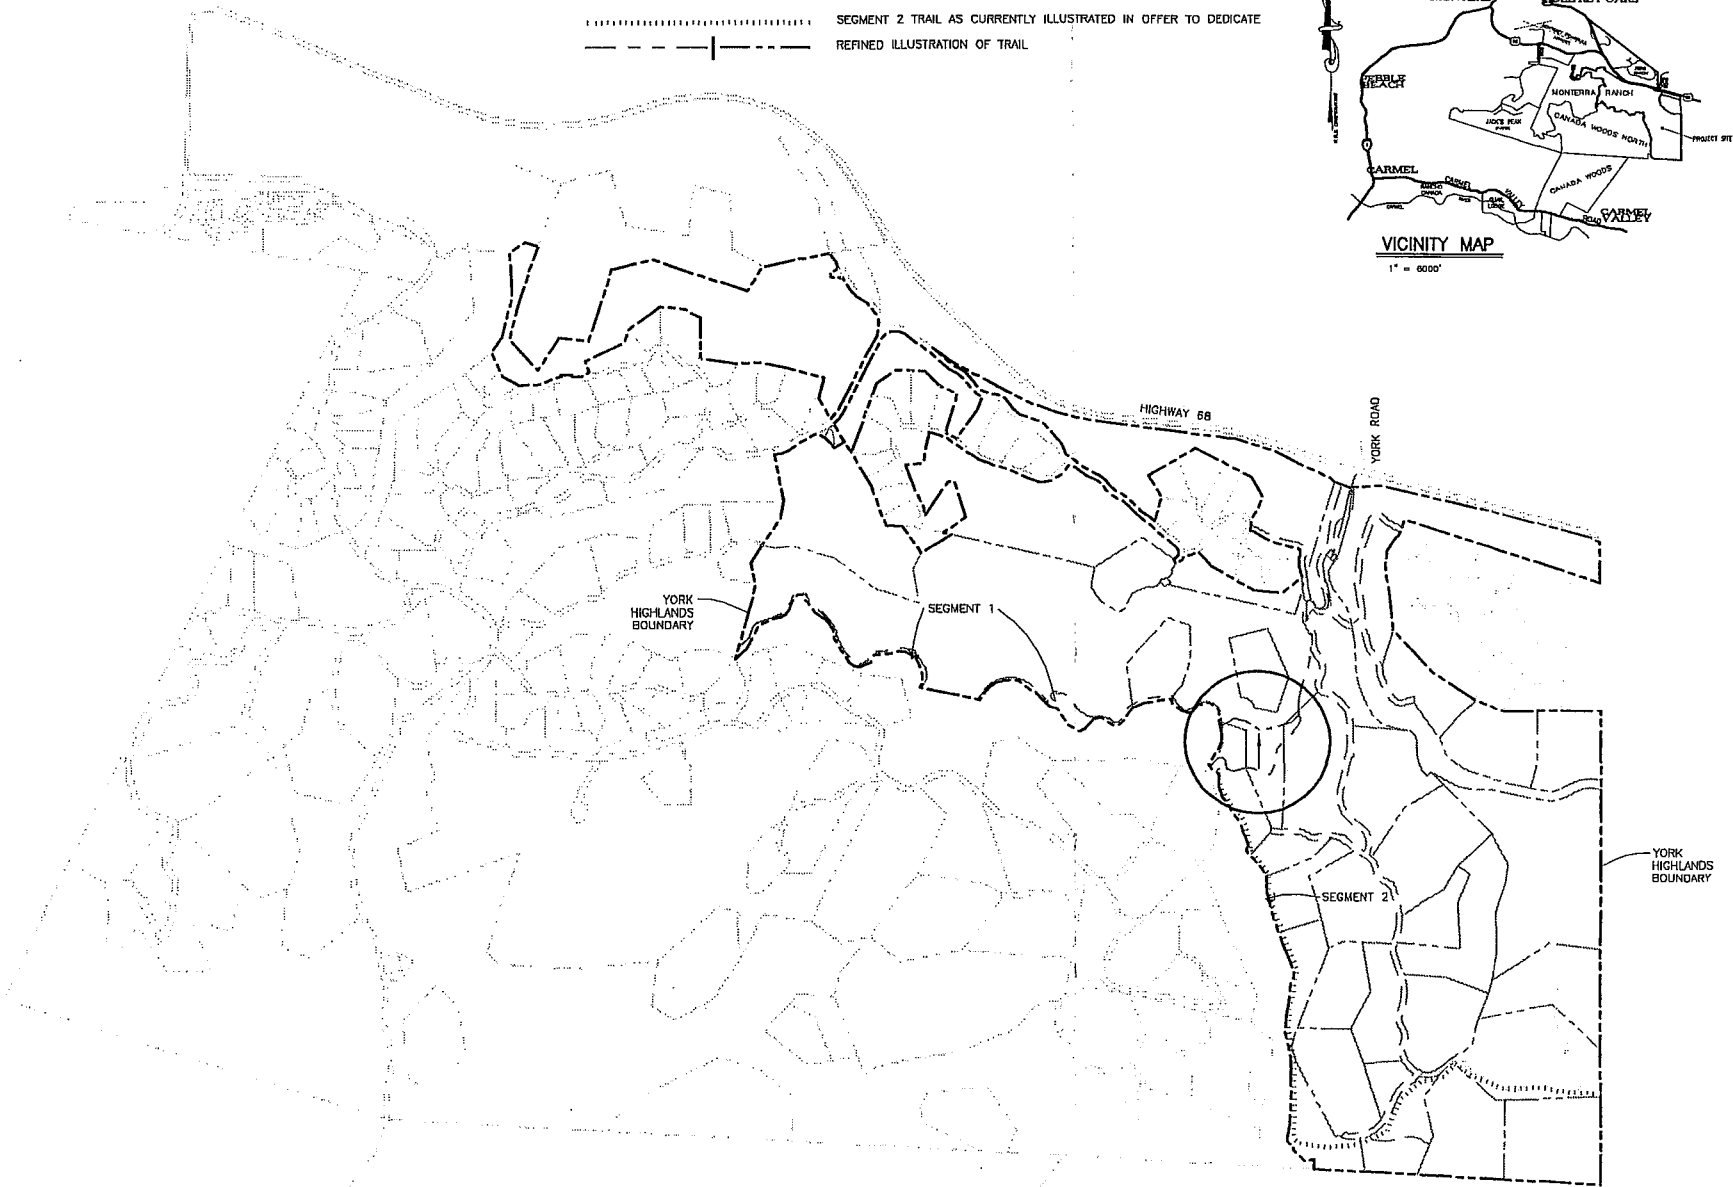 SEGMENT 2 TRAIL AS CURRENTLY ILLUSTRATED IN OFFER TO DEDICATE
REFINED ILLUSTRATION OF TRAIL
PEBBLE
BEACH
MONTERRA RANCH
JACK'S PEAK
CANADA WOODS NORTH
PROJECT SITE
CARMEL
CANADA WOODS
CARMEL
VALLEY
ROAD
CARMEL
VALLEY
VICINITY MAP
1" = 6000'
HIGHWAY 68
YORK ROAD
YORK
HIGHLANDS
BOUNDARY
SEGMENT 1
YORK
HIGHLANDS
BOUNDARY
SEGMENT 2